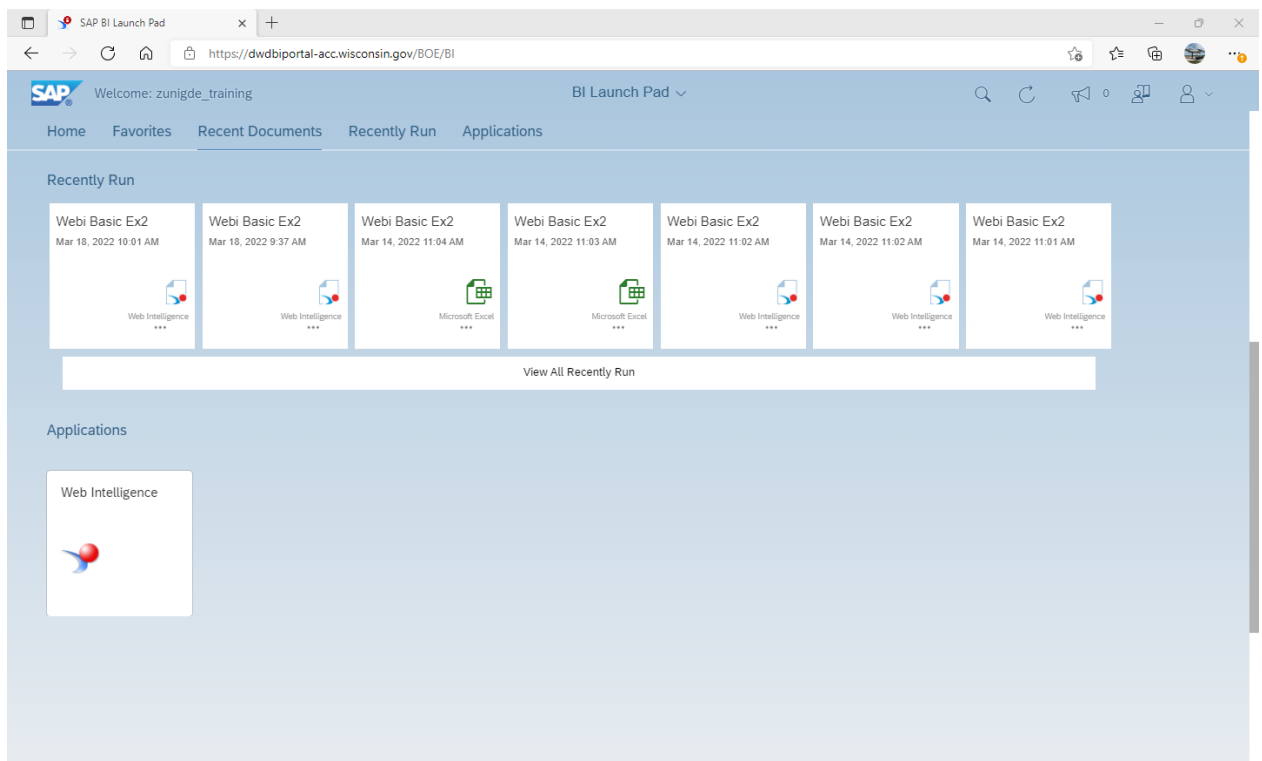 SAP BI Launch Pad
https://dwdbiportal-acc.wisconsin.gov/BOE/BI
SAP Welcome: zunigde_training BI Launch Pad 0
Home Favorites Recent Documents Recently Run Applications
Recently Run
Webi Basic Ex2 Webi Basic Ex2 Webi Basic Ex2 Webi Basic Ex2 Webi Basic Ex2 Webi Basic Ex2 Webi Basic Ex2
Mar 18, 2022 10:01 AM Mar 18, 2022 9:37 AM Mar 14, 2022 11:04 AM Mar 14, 2022 11:03 AM Mar 14, 2022 11:02 AM Mar 14, 2022 11:02 AM Mar 14, 2022 11:01 AM
Web Intelligence Web Intelligence Microsoft Excel Microsoft Excel Web Intelligence Web Intelligence Web Intelligence
View All Recently Run
Applications
Web Intelligence